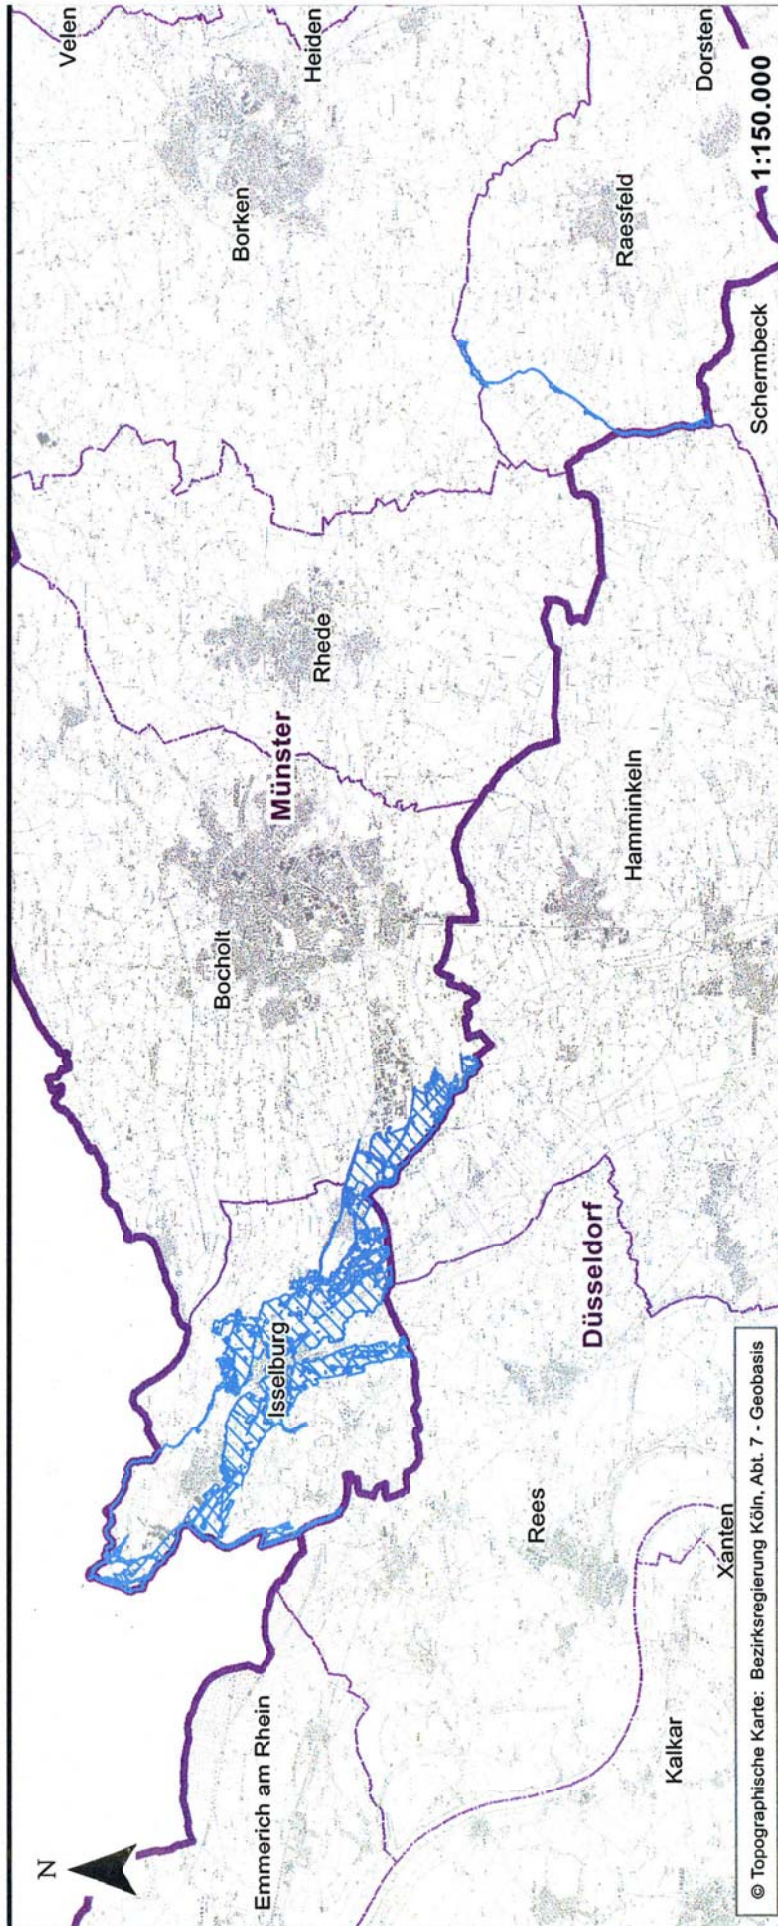 N
Velen
Heiden
Borken
Dorsten
1:150.000
Raesfeld
Schermbeck
Rhede
Münster
Bocholt
Hamminkeln
Isselburg
Düsseldorf
Rees
Xanten
Emmerich am Rhein
Kalkar
© Topographische Karte: Bezirksregierung Köln, Abt. 7 - Geobasis